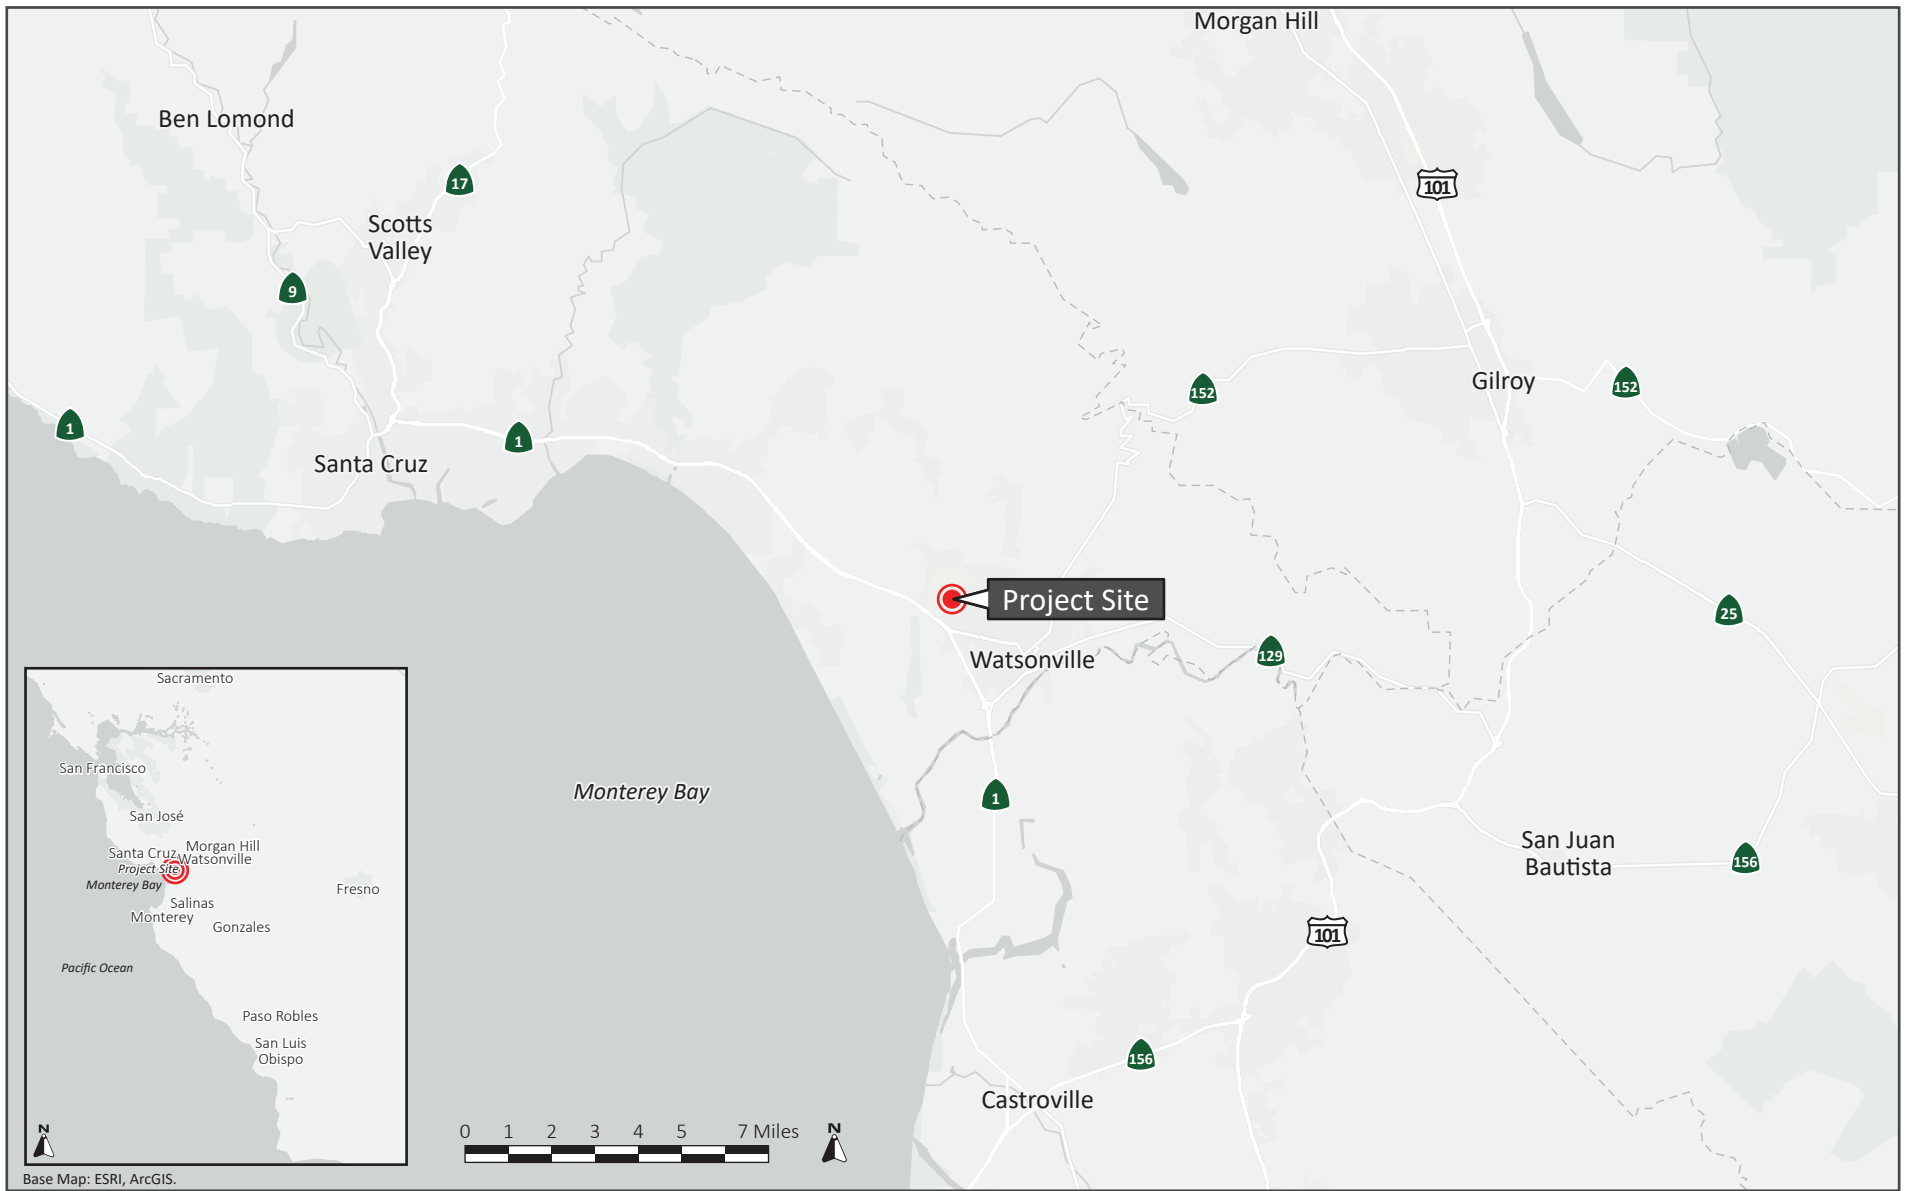 Morgan Hill
Ben Lomond
17
101
Scotts
Valley
9
152
Gilroy
152
1
1
Santa Cruz
Project Site
25
129
Watsonville
Monterey Bay
1
San Juan
Bautista
156
101
156
Castroville
Sacramento
San Francisco
San José
Morgan Hill
Santa Cruz
Watsonville
Project Site
Monterey Bay
Fresno
Salinas
Monterey
Gonzales
Pacific Ocean
Paso Robles
San Luis
Obispo
N
0 1 2 3 4 5 7 Miles
N
Base Map: ESRI, ArcGIS.